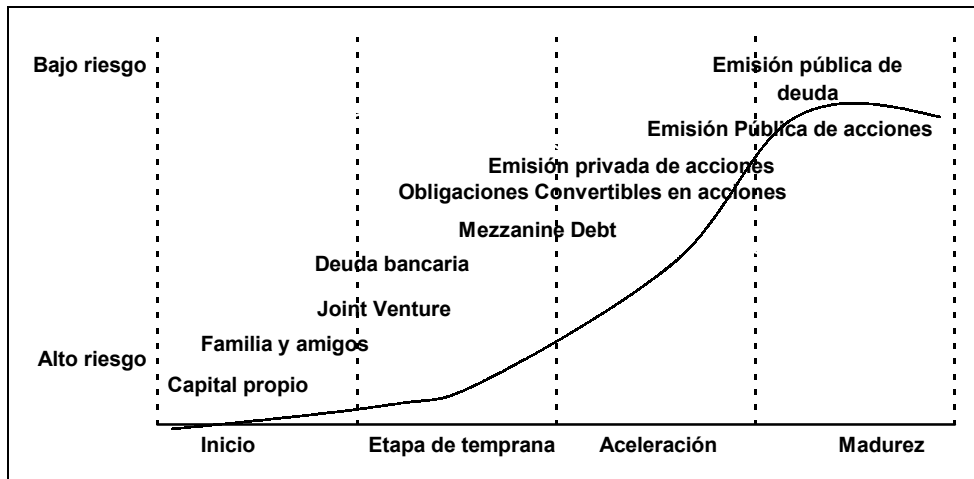 Bajo riesgo
Emisión pública de
deuda
Emisión Pública de acciones
Emisión privada de acciones
Obligaciones Convertibles en acciones
Mezzanine Debt
Deuda bancaria
Joint Venture
Familia y amigos
Alto riesgo
Capital propio
Inicio
Etapa de temprana
Aceleración
Madurez